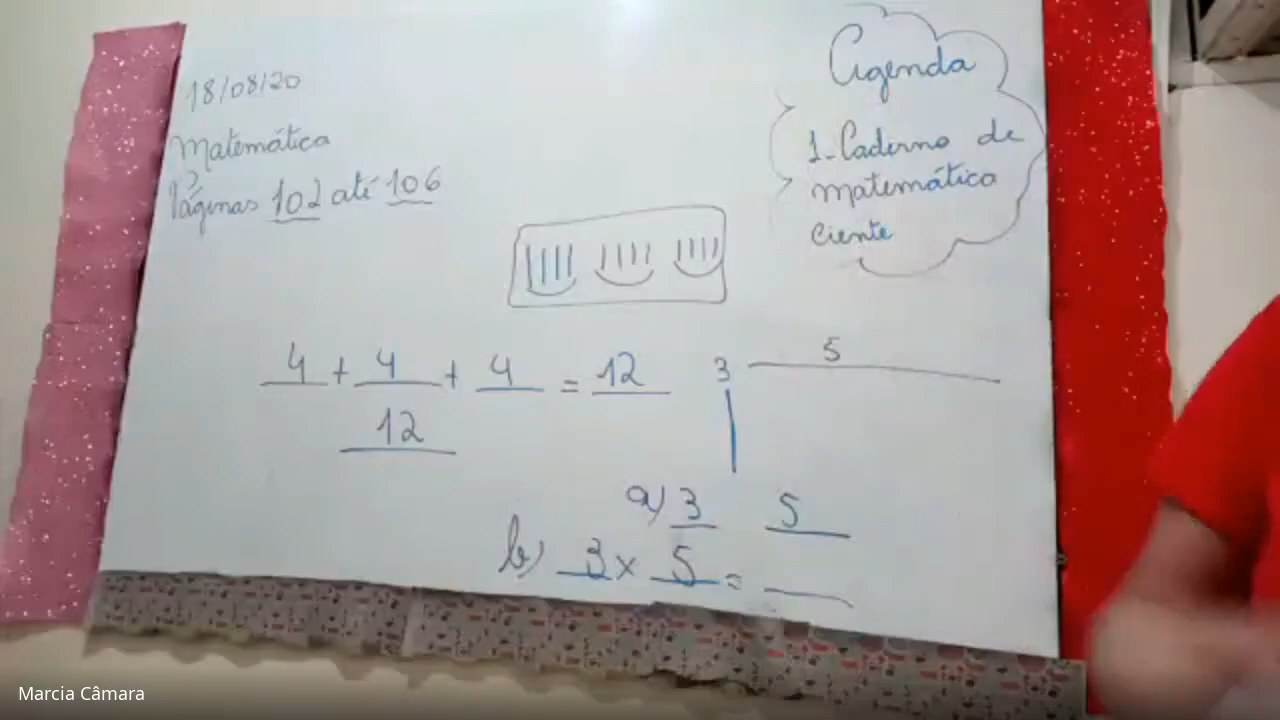 18/08/20
Matemática
Páginas 102 até 106
Agenda
1-Caderno de
matemática
Ciente
4 + 4 + 4 = 12
12
3 5
a) 3 5
b) 3 x 5 =
Marcia Câmara